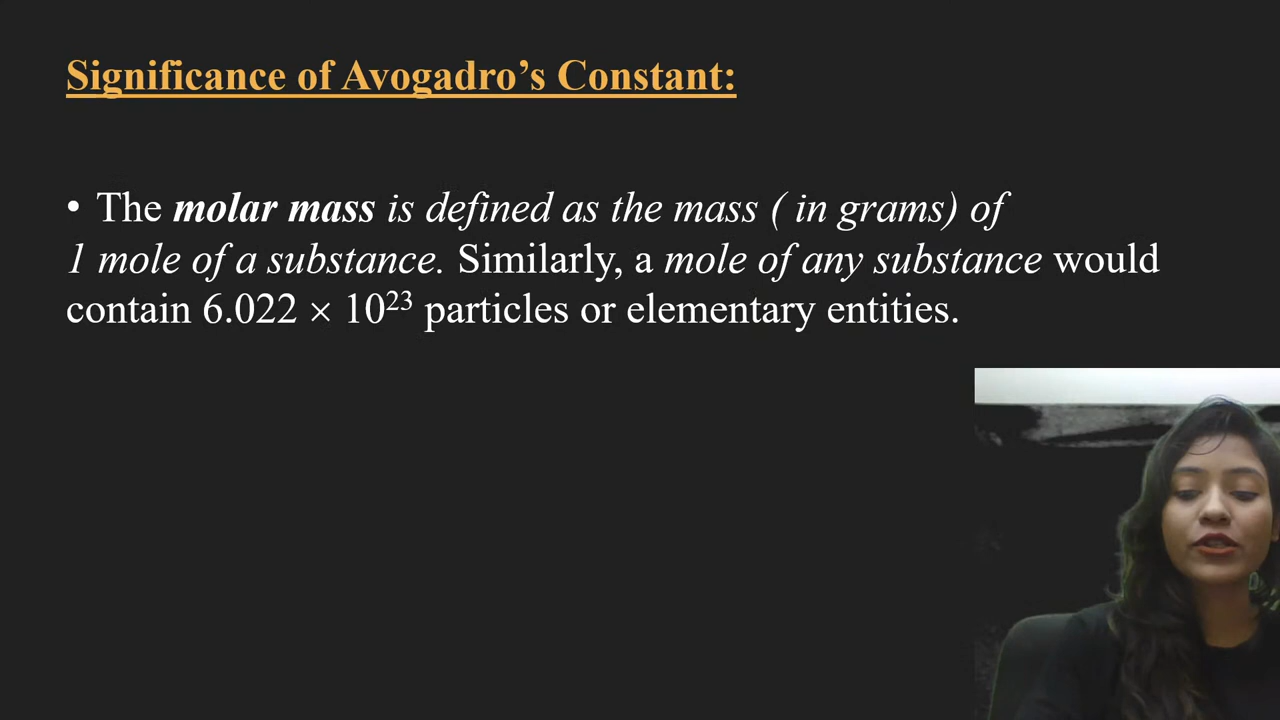 Significance of Avogadro’s Constant:
• The molar mass is defined as the mass ( in grams) of
1 mole of a substance. Similarly, a mole of any substance would
contain 6.022 × 10²³ particles or elementary entities.